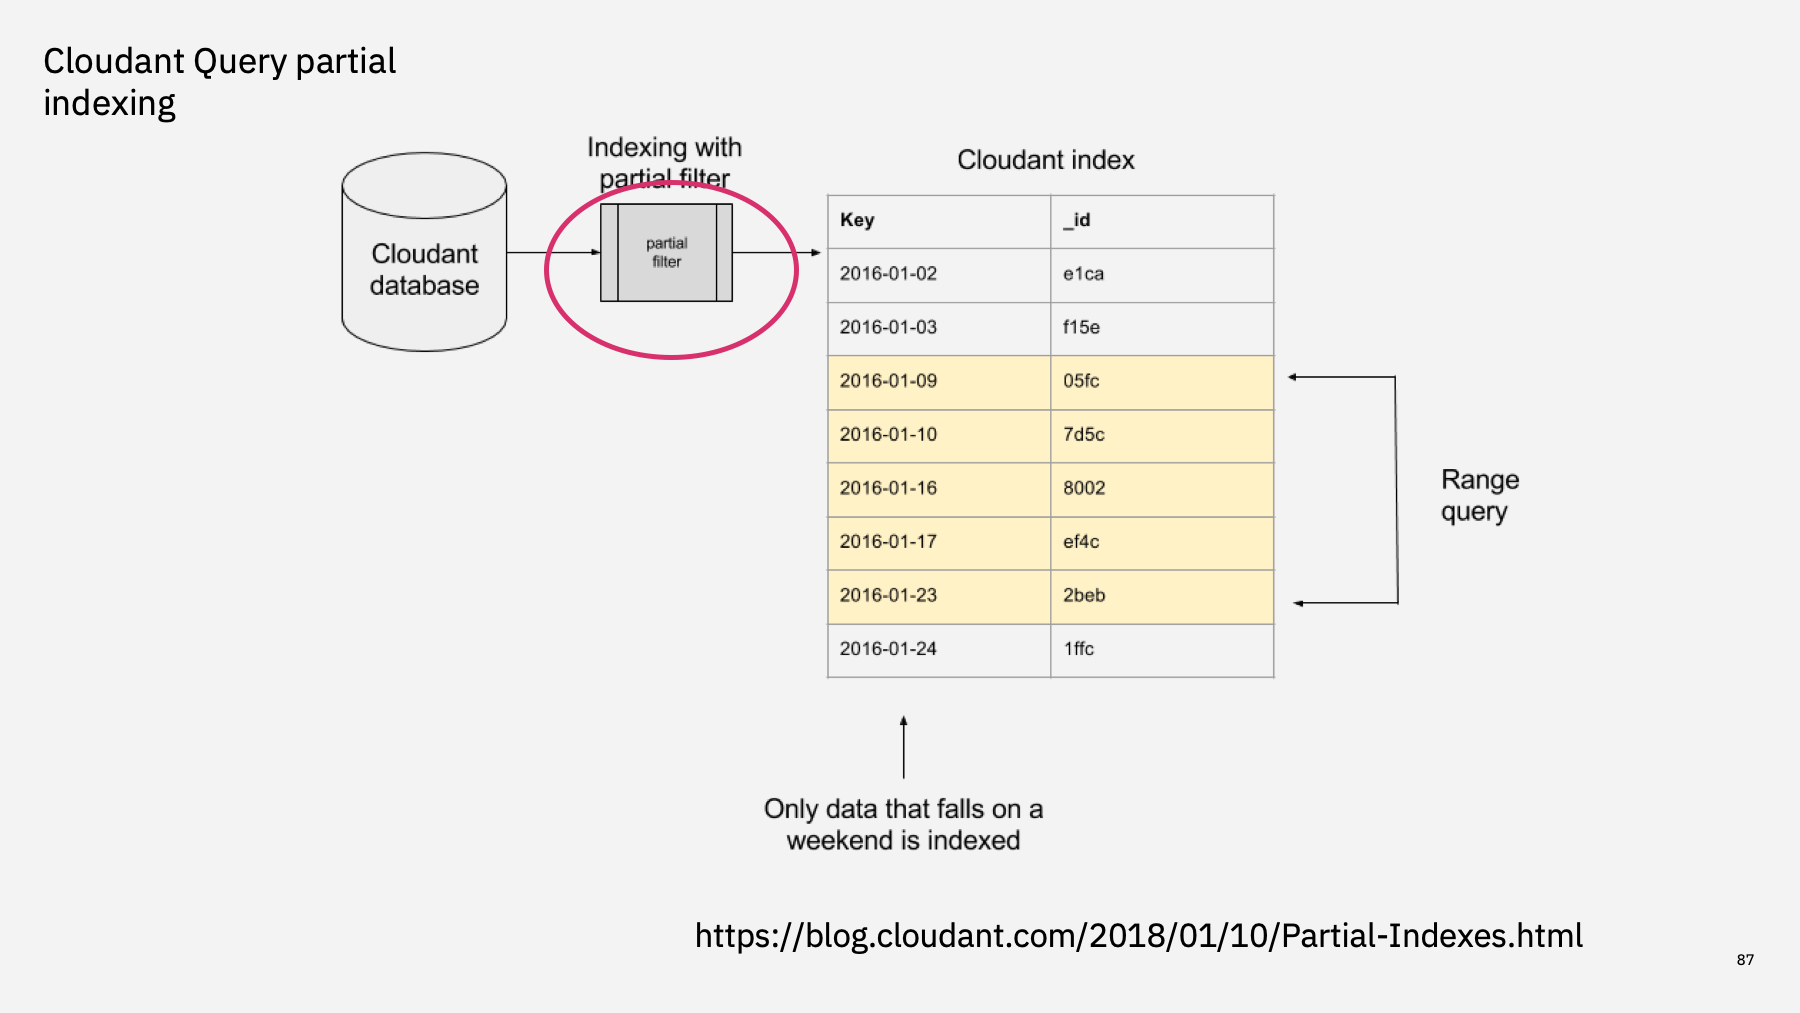 Cloudant Query partial
indexing
Indexing with
partial filter
Cloudant index
Cloudant
database
partial
filter
Key _id
2016-01-02 e1ca
2016-01-03 f15e
2016-01-09 05fc
2016-01-10 7d5c
2016-01-16 8002
2016-01-17 ef4c
2016-01-23 2beb
2016-01-24 1ffc
Range
query
Only data that falls on a
weekend is indexed
https://blog.cloudant.com/2018/01/10/Partial-Indexes.html
87